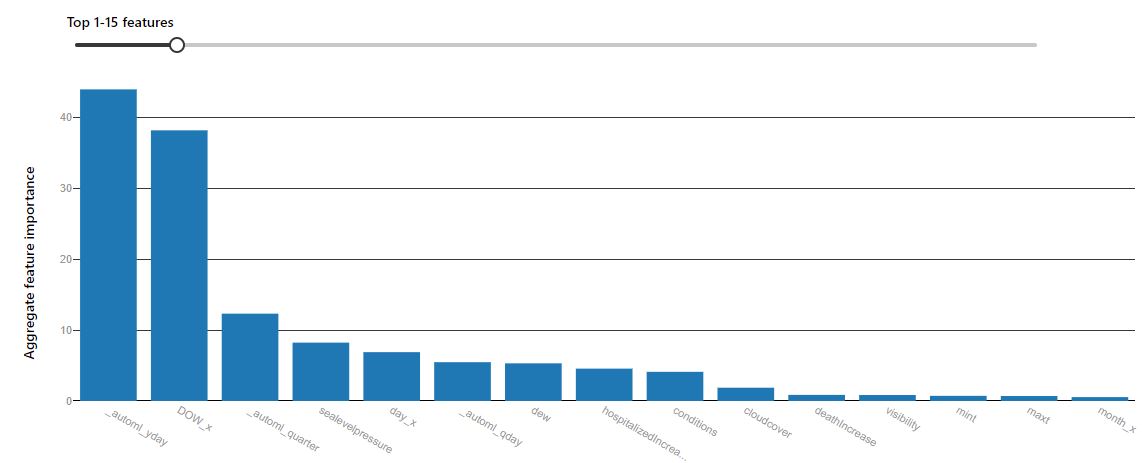 Top 1-15 features
Aggregate feature importance
40
30
20
10
0
_automl_yday
DOW_x
_automl_quarter
sealevelpressure
day_x
_automl_qday
dew
hospitalizedIncrea...
conditions
cloudcover
deathIncrease
visibility
mint
maxt
month_x